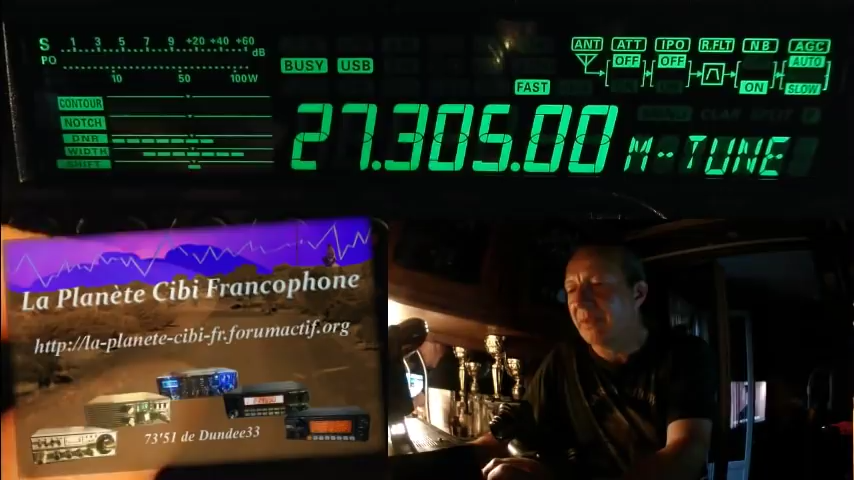 S 1 3 5 7 9 +20 +40 +60 dB
PO 10 50 100W
BUSY USB
FAST
ANT ATT IPO R.FLT NB AGC
OFF OFF AUTO
ON SLOW
CONTOUR
NOTCH
DNR
WIDTH
SHIFT
27.305.00 M--TUNE
La Planète Cibi Francophone
http://la-planete-cibi-fr.forumactif.org
73'51 de Dundee33